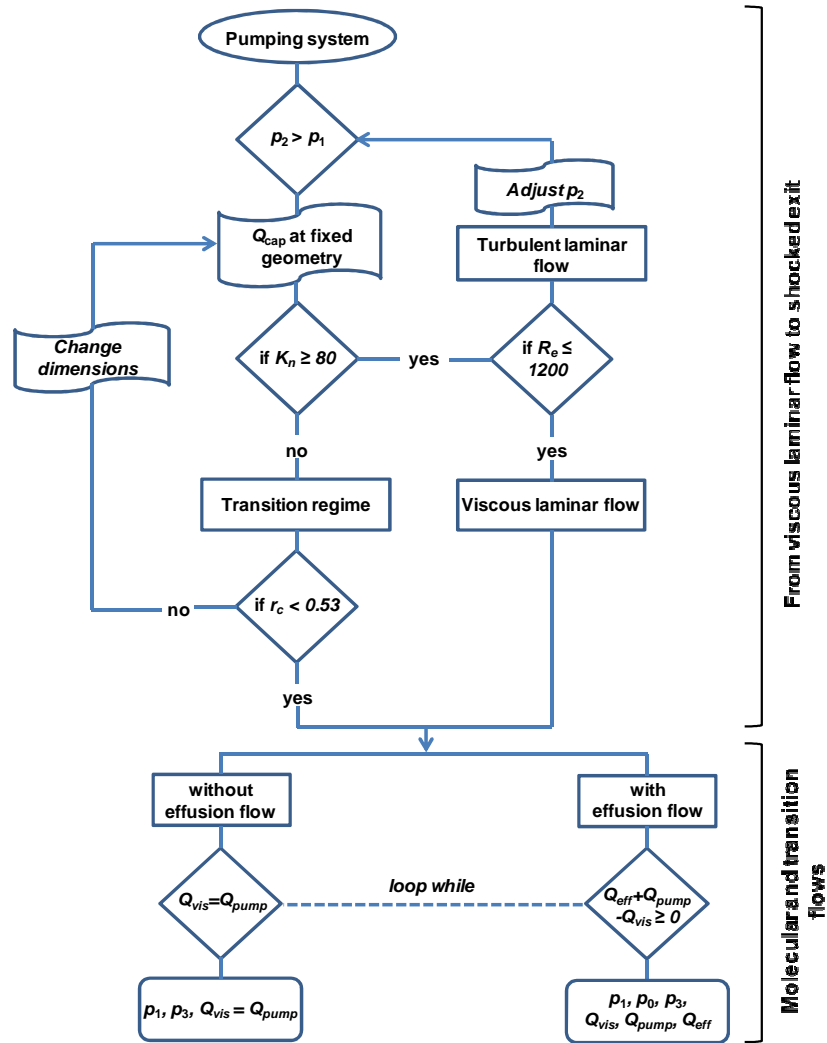 Pumping system
p2 > p1
Adjust p2
Qcap at fixed
geometry
Turbulent laminar
flow
Change
dimensions
if Kn ≥ 80
yes
if Re ≤
1200
no
yes
Transition regime
Viscous laminar flow
no
if rc < 0.53
yes
From viscous laminar flow to shocked exit
without
effusion flow
with
effusion flow
Qvis=Qpump
loop while
Qeff+Qpump
-Qvis ≥ 0
p1, p3, Qvis = Qpump
p1, p0, p3,
Qvis, Qpump, Qeff
Molecular and transition
flows